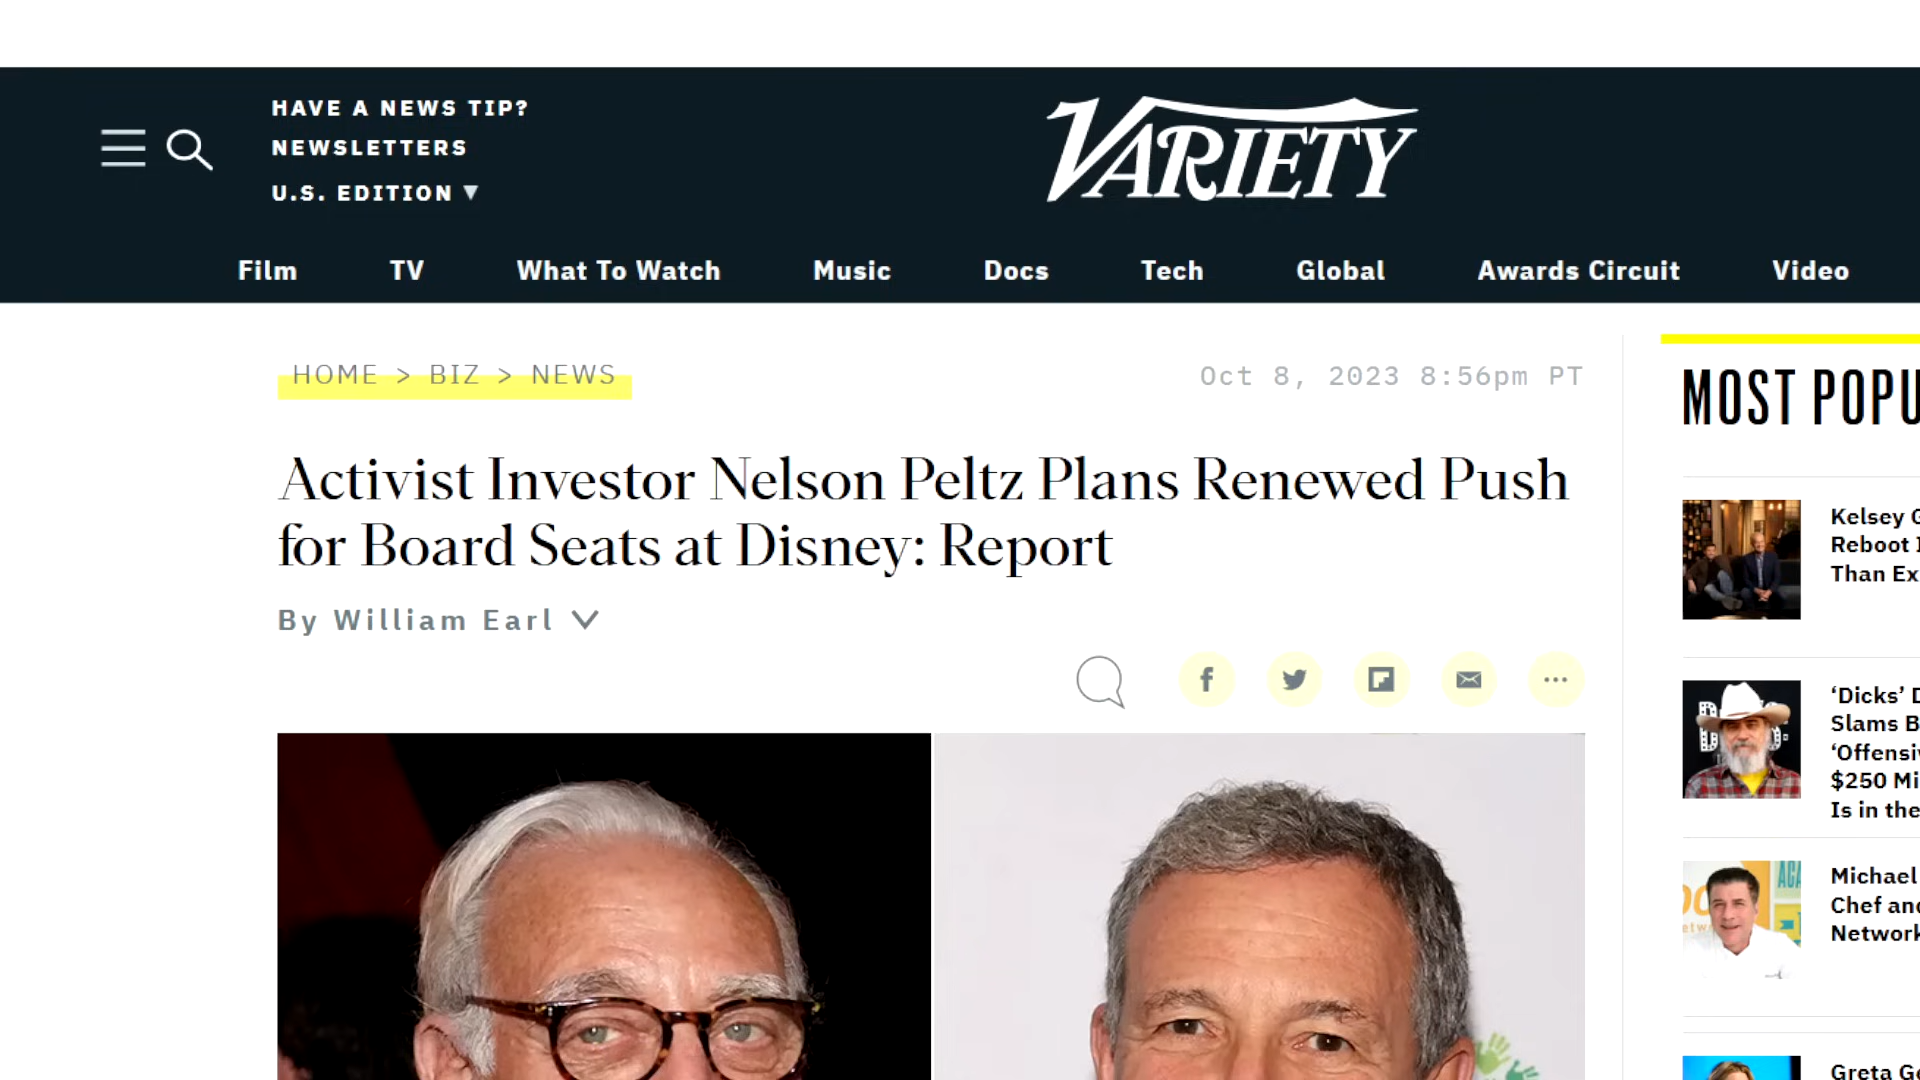 HAVE A NEWS TIP?
NEWSLETTERS
U.S. EDITION ▼
VARIETY
Film TV What To Watch Music Docs Tech Global Awards Circuit Video
HOME > BIZ > NEWS
Oct 8, 2023 8:56pm PT
Activist Investor Nelson Peltz Plans Renewed Push
for Board Seats at Disney: Report
By William Earl
MOST POPU
Kelsey G
Reboot I
Than Ex
‘Dicks’ D
Slams B
‘Offensiv
$250 Mi
Is in the
Michael
Chef and
Network
Greta Ge